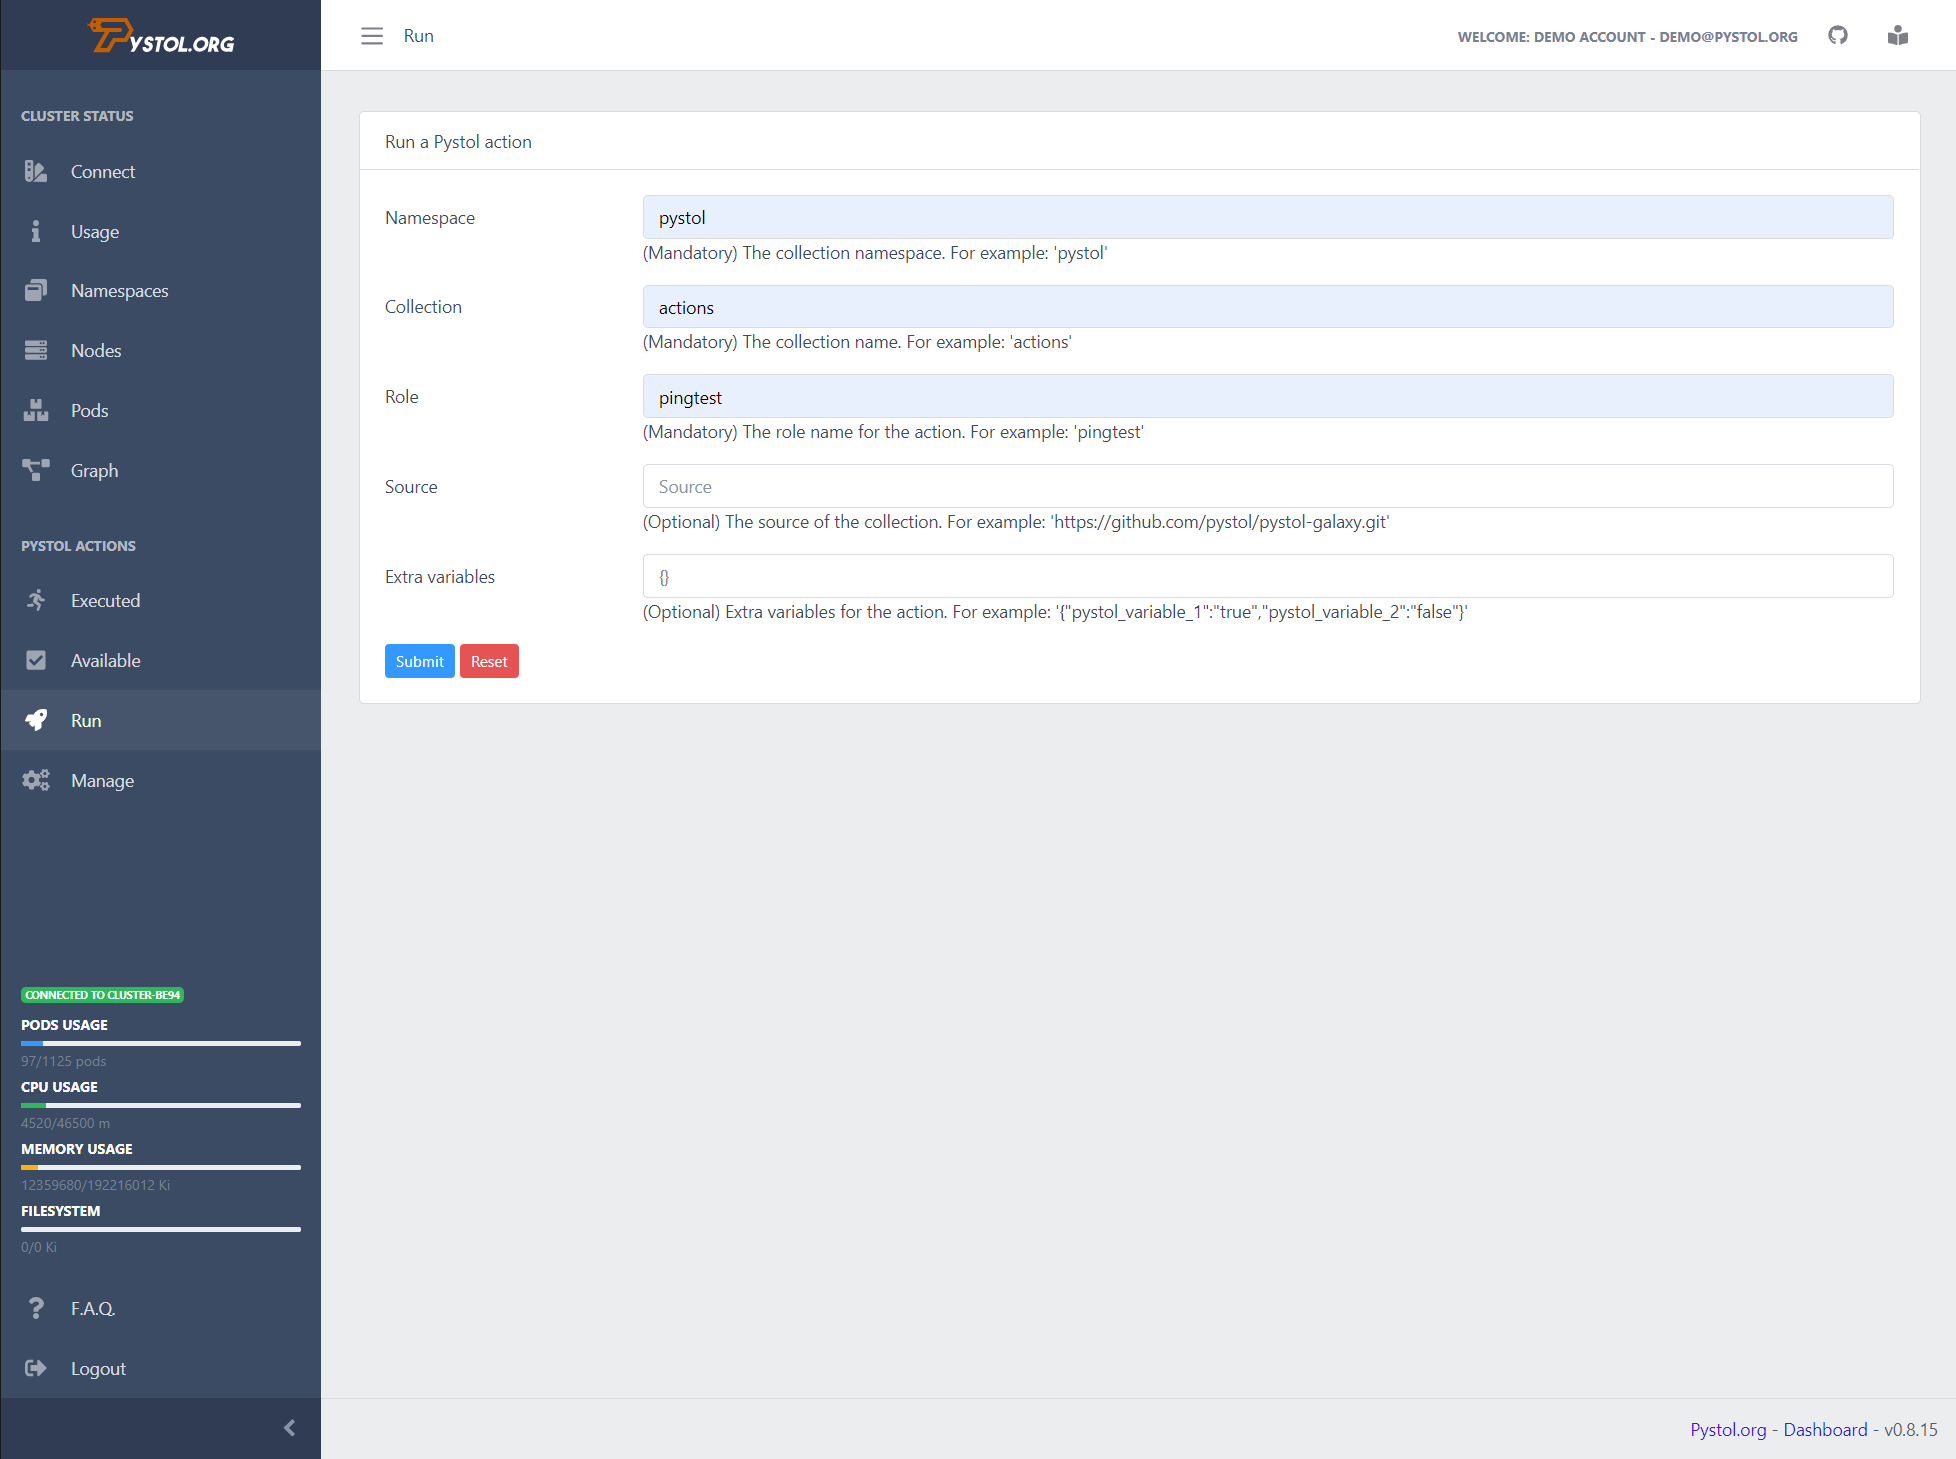 PYSTOL.ORG
CLUSTER STATUS
Connect
Usage
Namespaces
Nodes
Pods
Graph
PYSTOL ACTIONS
Executed
Available
Run
Manage
CONNECTED TO CLUSTER-BE94
PODS USAGE
97/1125 pods
CPU USAGE
4520/46500 m
MEMORY USAGE
12359680/192216012 Ki
FILESYSTEM
0/0 Ki
F.A.Q.
Logout
Run
WELCOME: DEMO ACCOUNT - DEMO@PYSTOL.ORG
Run a Pystol action
Namespace
pystol
(Mandatory) The collection namespace. For example: 'pystol'
Collection
actions
(Mandatory) The collection name. For example: 'actions'
Role
pingtest
(Mandatory) The role name for the action. For example: 'pingtest'
Source
Source
(Optional) The source of the collection. For example: 'https://github.com/pystol/pystol-galaxy.git'
Extra variables
{}
(Optional) Extra variables for the action. For example: '{"pystol_variable_1":"true","pystol_variable_2":"false"}'
Submit Reset
Pystol.org - Dashboard - v0.8.15